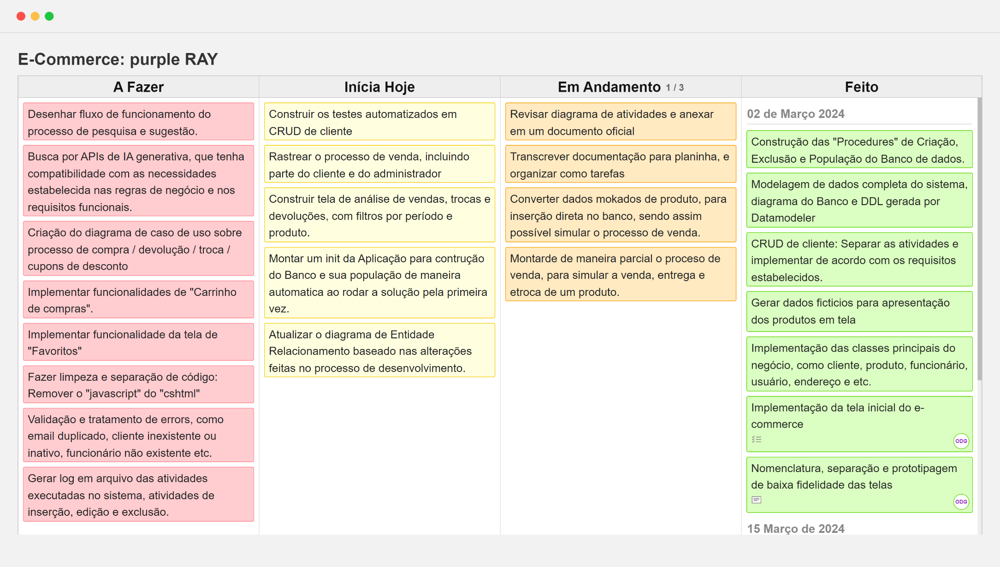 E-Commerce: purple RAY
A Fazer
Desenhar fluxo de funcionamento do
processo de pesquisa e sugestão.
Busca por APIs de IA generativa, que tenha
compatibilidade com as necessidades
estabelecida nas regras de negócio e nos
requisitos funcionais.
Criação do diagrama de caso de uso sobre
processo de compra / devolução / troca /
cupons de desconto
Implementar funcionalidades de "Carrinho
de compras".
Implementar funcionalidade da tela de
"Favoritos"
Fazer limpeza e separação de código:
Remover o "javascript" do "cshtml"
Validação e tratamento de errors, como
email duplicado, cliente inexistente ou
inativo, funcionário não existente etc.
Gerar log em arquivo das atividades
executadas no sistema, atividades de
inserção, edição e exclusão.
Inícia Hoje
Construir os testes automatizados em
CRUD de cliente
Rastrear o processo de venda, incluindo
parte do cliente e do administrador
Construir tela de análise de vendas, trocas e
devoluções, com filtros por período e
produto.
Montar um init da Aplicação para contrução
do Banco e sua população de maneira
automatica ao rodar a solução pela primeira
vez.
Atualizar o diagrama de Entidade
Relacionamento baseado nas alterações
feitas no processo de desenvolvimento.
Em Andamento 1 / 3
Revisar diagrama de atividades e anexar
em um documento oficial
Transcrever documentação para planinha, e
organizar como tarefas
Converter dados mokados de produto, para
inserção direta no banco, sendo assim
possível simular o processo de venda.
Montarde de maneira parcial o proceso de
venda, para simular a venda, entrega e
etroca de um produto.
Feito
02 de Março 2024
Construção das "Procedures" de Criação,
Exclusão e População do Banco de dados.
Modelagem de dados completa do sistema,
diagrama do Banco e DDL gerada por
Datamodeler
CRUD de cliente: Separar as atividades e
implementar de acordo com os requisitos
estabelecidos.
Gerar dados ficticios para apresentação
dos produtos em tela
Implementação das classes principais do
negócio, como cliente, produto, funcionário,
usuário, endereço e etc.
Implementação da tela inicial do e-
commerce
ODG
Nomenclatura, separação e prototipagem
de baixa fidelidade das telas
ODG
15 Março de 2024